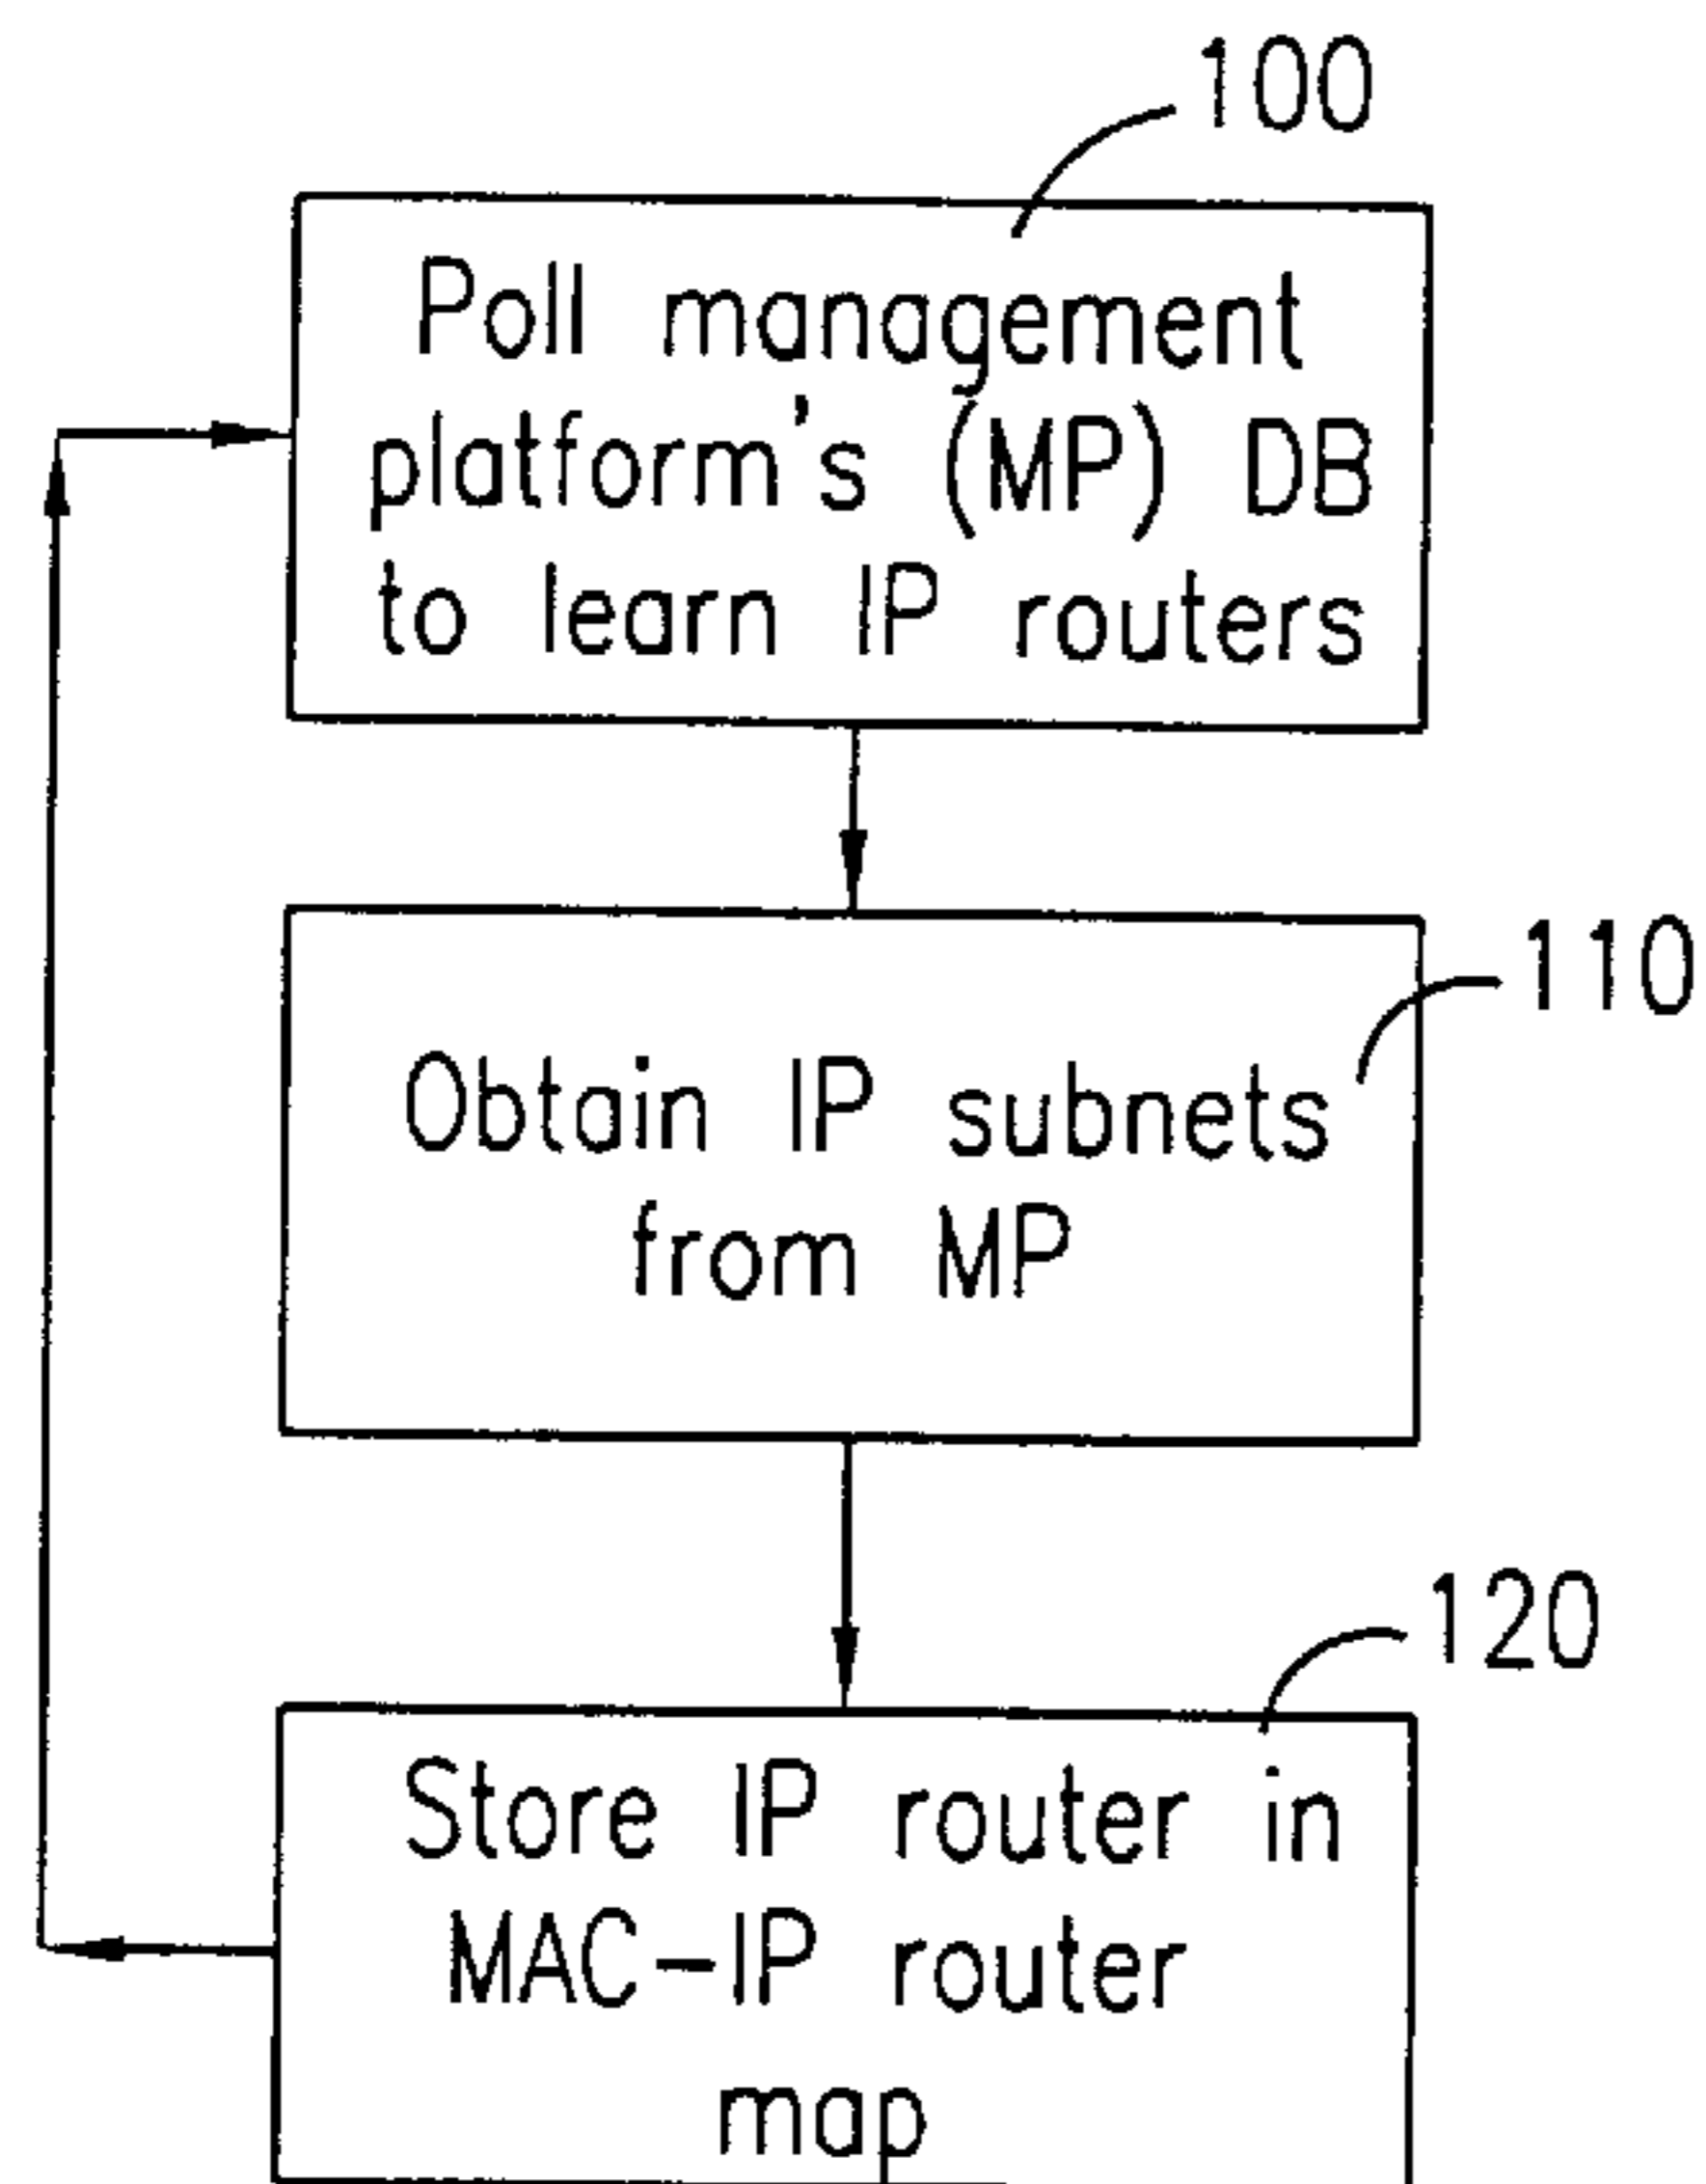 100
Poll management
platform's (MP) DB
to learn IP routers
110
Obtain IP subnets
from MP
120
Store IP router in
MAC-IP router
map